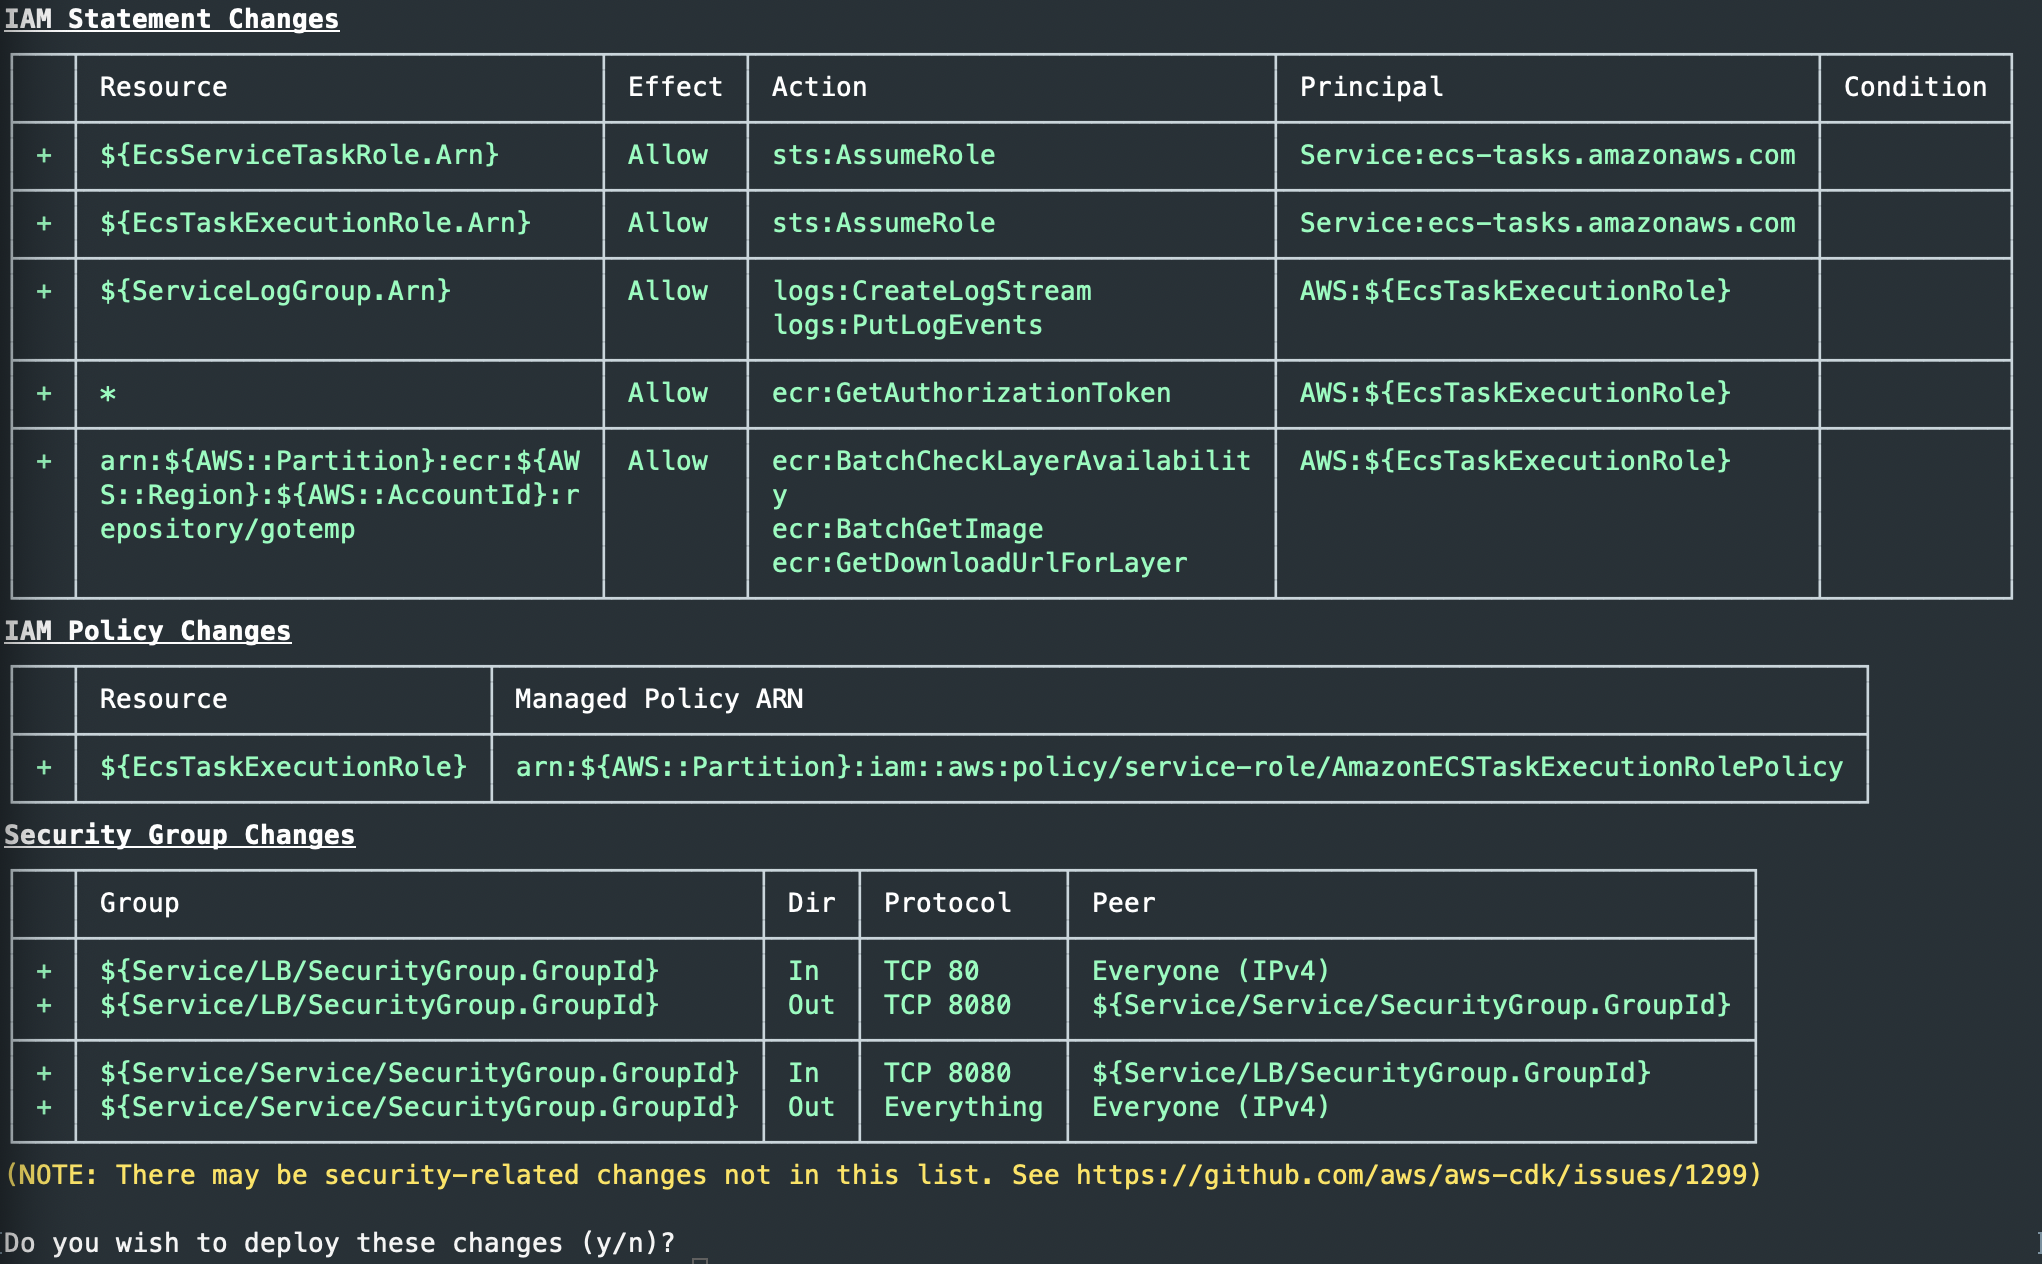 IAM Statement Changes
Resource Effect Action Principal Condition
+ ${EcsServiceTaskRole.Arn} Allow sts:AssumeRole Service:ecs-tasks.amazonaws.com
+ ${EcsTaskExecutionRole.Arn} Allow sts:AssumeRole Service:ecs-tasks.amazonaws.com
+ ${ServiceLogGroup.Arn} Allow logs:CreateLogStream AWS:${EcsTaskExecutionRole}
logs:PutLogEvents
+ * Allow ecr:GetAuthorizationToken AWS:${EcsTaskExecutionRole}
+ arn:${AWS::Partition}:ecr:${AW Allow ecr:BatchCheckLayerAvailabilit AWS:${EcsTaskExecutionRole}
S::Region}:${AWS::AccountId}:r y
epository/gotemp ecr:BatchGetImage
ecr:GetDownloadUrlForLayer
IAM Policy Changes
Resource Managed Policy ARN
+ ${EcsTaskExecutionRole} arn:${AWS::Partition}:iam::aws:policy/service-role/AmazonECSTaskExecutionRolePolicy
Security Group Changes
Group Dir Protocol Peer
+ ${Service/LB/SecurityGroup.GroupId} In TCP 80 Everyone (IPv4)
+ ${Service/LB/SecurityGroup.GroupId} Out TCP 8080 ${Service/Service/SecurityGroup.GroupId}
+ ${Service/Service/SecurityGroup.GroupId} In TCP 8080 ${Service/LB/SecurityGroup.GroupId}
+ ${Service/Service/SecurityGroup.GroupId} Out Everything Everyone (IPv4)
(NOTE: There may be security-related changes not in this list. See https://github.com/aws/aws-cdk/issues/1299)
Do you wish to deploy these changes (y/n)?